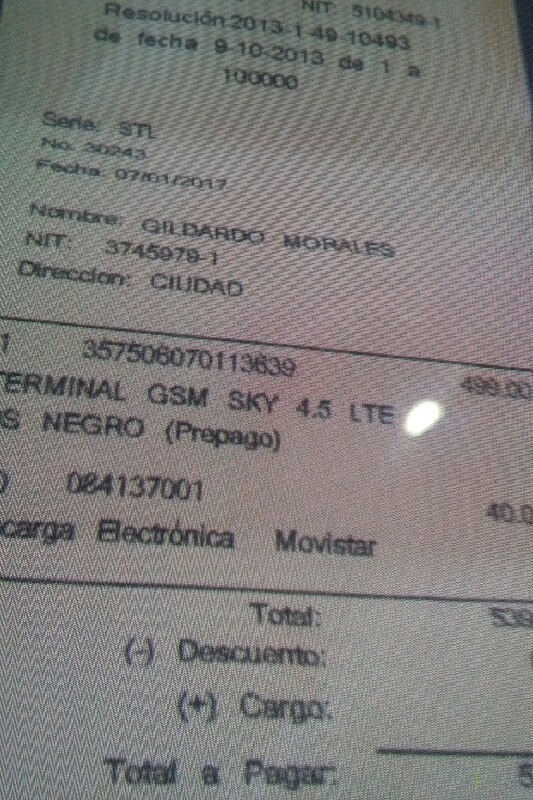 NIT: 5104349-1
Resolución 2013-1-49-10493
de fecha 9-10-2013 de 1 a
100000
Serie: STL
No. 30243
Fecha: 07/01/2017
Nombre: GILDARDO MORALES
NIT: 3745979-1
Direccion: CIUDAD
1 357506070113639 499.00
TERMINAL GSM SKY 4.5 LTE
S NEGRO (Prepago)
084137001 40.0
carga Electrónica Movistar
Total: 539
(-) Descuento:
(+) Cargo:
Total a Pagar: 5